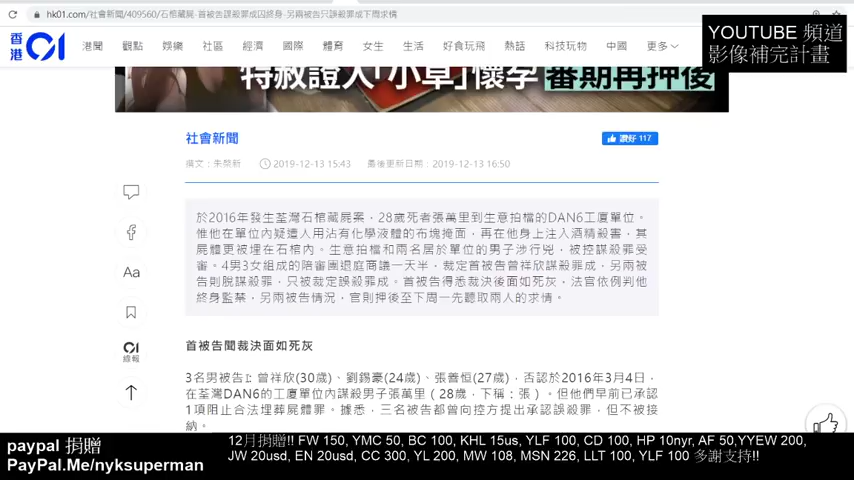 hk01.com/社會新聞/409560/石棺藏屍-首被告謀殺罪成囚終身-另兩被告只誤殺罪成下周求情
香港01
港聞 觀點 娛樂 社區 經濟 國際 體育 女生 生活 好食玩飛 熱話 科技玩物 中國 更多
YOUTUBE 頻道
影像補完計畫
特赦證人「小草」懷孕 審期再押後
社會新聞
讚好 117
撰文：朱棨新 2019-12-13 15:43 最後更新日期：2019-12-13 16:50
於2016年發生荃灣石棺藏屍案，28歲死者張萬里到生意拍檔的DAN6工廈單位。
惟他在單位內疑遭人用沾有化學液體的布塊掩面，再在他身上注入酒精殺害，其
屍體更被埋在石棺內。生意拍檔和兩名居於單位的男子涉行兇，被控謀殺罪受
審。4男3女組成的陪審團退庭商議一天半，裁定首被告曾祥欣謀殺罪成，另兩被
告則脫謀殺罪，只被裁定誤殺罪成。首被告得悉裁決後面如死灰，法官依例判他
終身監禁，另兩被告情況，官則押後至下周一先聽取兩人的求情。
Aa
01
線報
首被告聞裁決面如死灰
3名男被告：曾祥欣(30歲)、劉錫豪(24歲)、張善恒(27歲)，否認於2016年3月4日，
在荃灣DAN6的工廈單位內謀殺男子張萬里（28歲，下稱：張）。但他們早前已承認
1項阻止合法埋葬屍體罪。據悉，三名被告都曾向控方提出承認誤殺罪，但不被接
納。
paypal 捐贈
PayPal.Me/nyksuperman
12月捐贈!! FW 150, YMC 50, BC 100, KHL 15us, YLF 100, CD 100, HP 10nyr, AF 50,YYEW 200,
JW 20usd, EN 20usd, CC 300, YL 200, MW 108, MSN 226, LLT 100, YLF 100 多謝支持!!